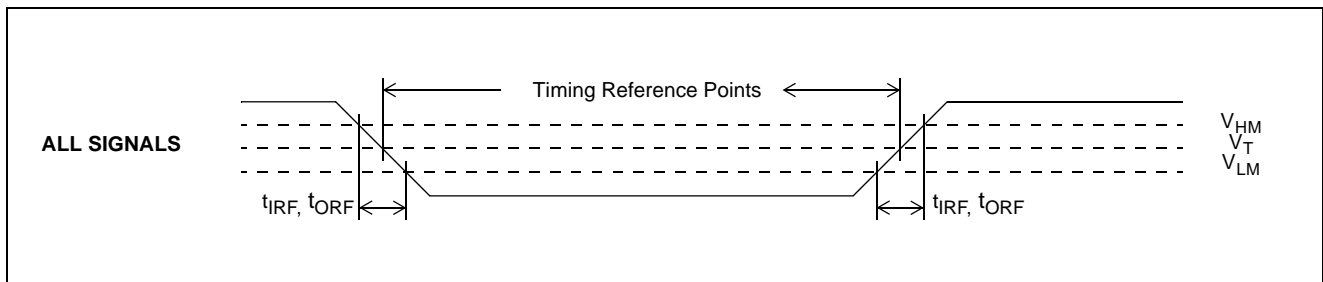 Timing Reference Points
ALL SIGNALS
V_HM
V_T
V_LM
t_IRF, t_ORF
t_IRF, t_ORF